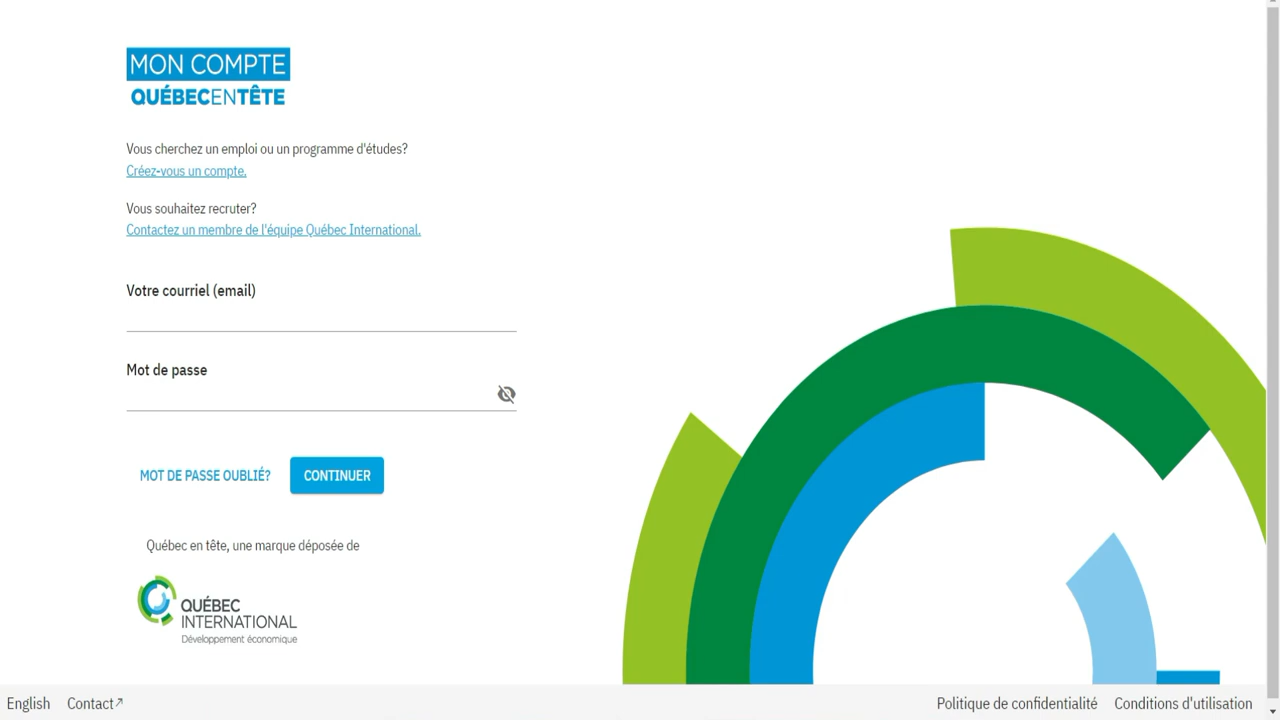 MON COMPTE
QUÉBECENTÊTE
Vous cherchez un emploi ou un programme d'études?
Créez-vous un compte.
Vous souhaitez recruter?
Contactez un membre de l'équipe Québec International.
Votre courriel (email)
Mot de passe
MOT DE PASSE OUBLIÉ?
CONTINUER
Québec en tête, une marque déposée de
QUÉBEC
INTERNATIONAL
Développement économique
English
Contact↗
Politique de confidentialité
Conditions d'utilisation